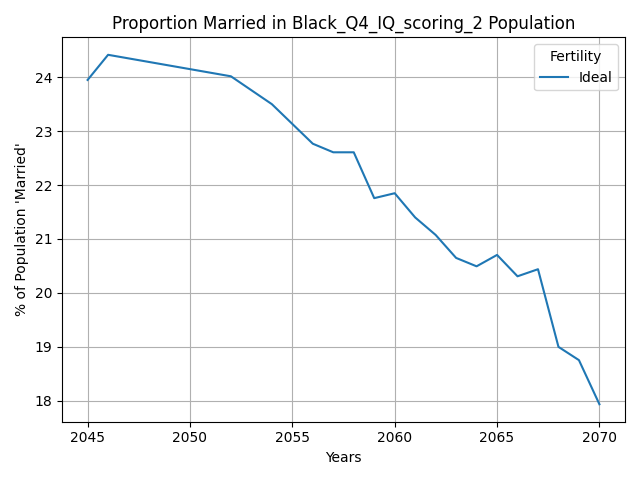 Proportion Married in Black_Q4_IQ_scoring_2 Population
Fertility
Ideal
% of Population 'Married'
24
23
22
21
20
19
18
2045 2050 2055 2060 2065 2070
Years